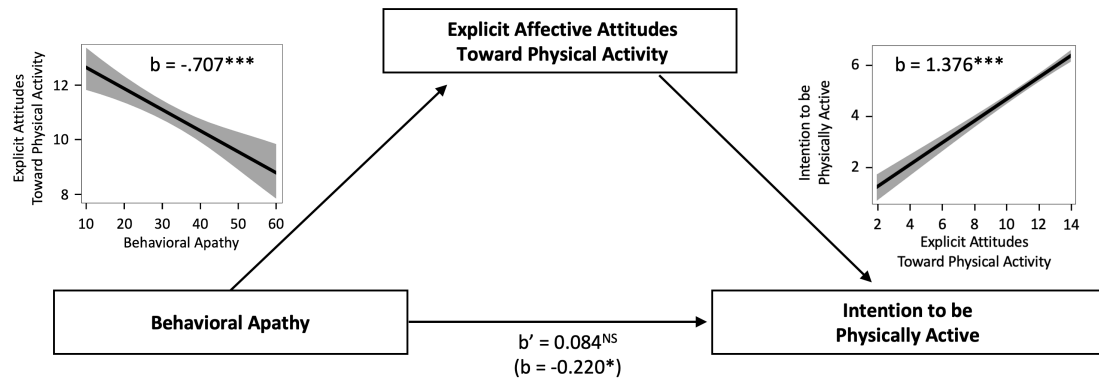 Explicit Affective Attitudes
Toward Physical Activity
b = -.707***
Explicit Attitudes
Toward Physical Activity
12
10
8
10 20 30 40 50 60
Behavioral Apathy
b = 1.376***
Intention to be
Physically Active
6
4
2
2 4 6 8 10 12 14
Explicit Attitudes
Toward Physical Activity
Behavioral Apathy
b’ = 0.084NS
(b = -0.220*)
Intention to be
Physically Active